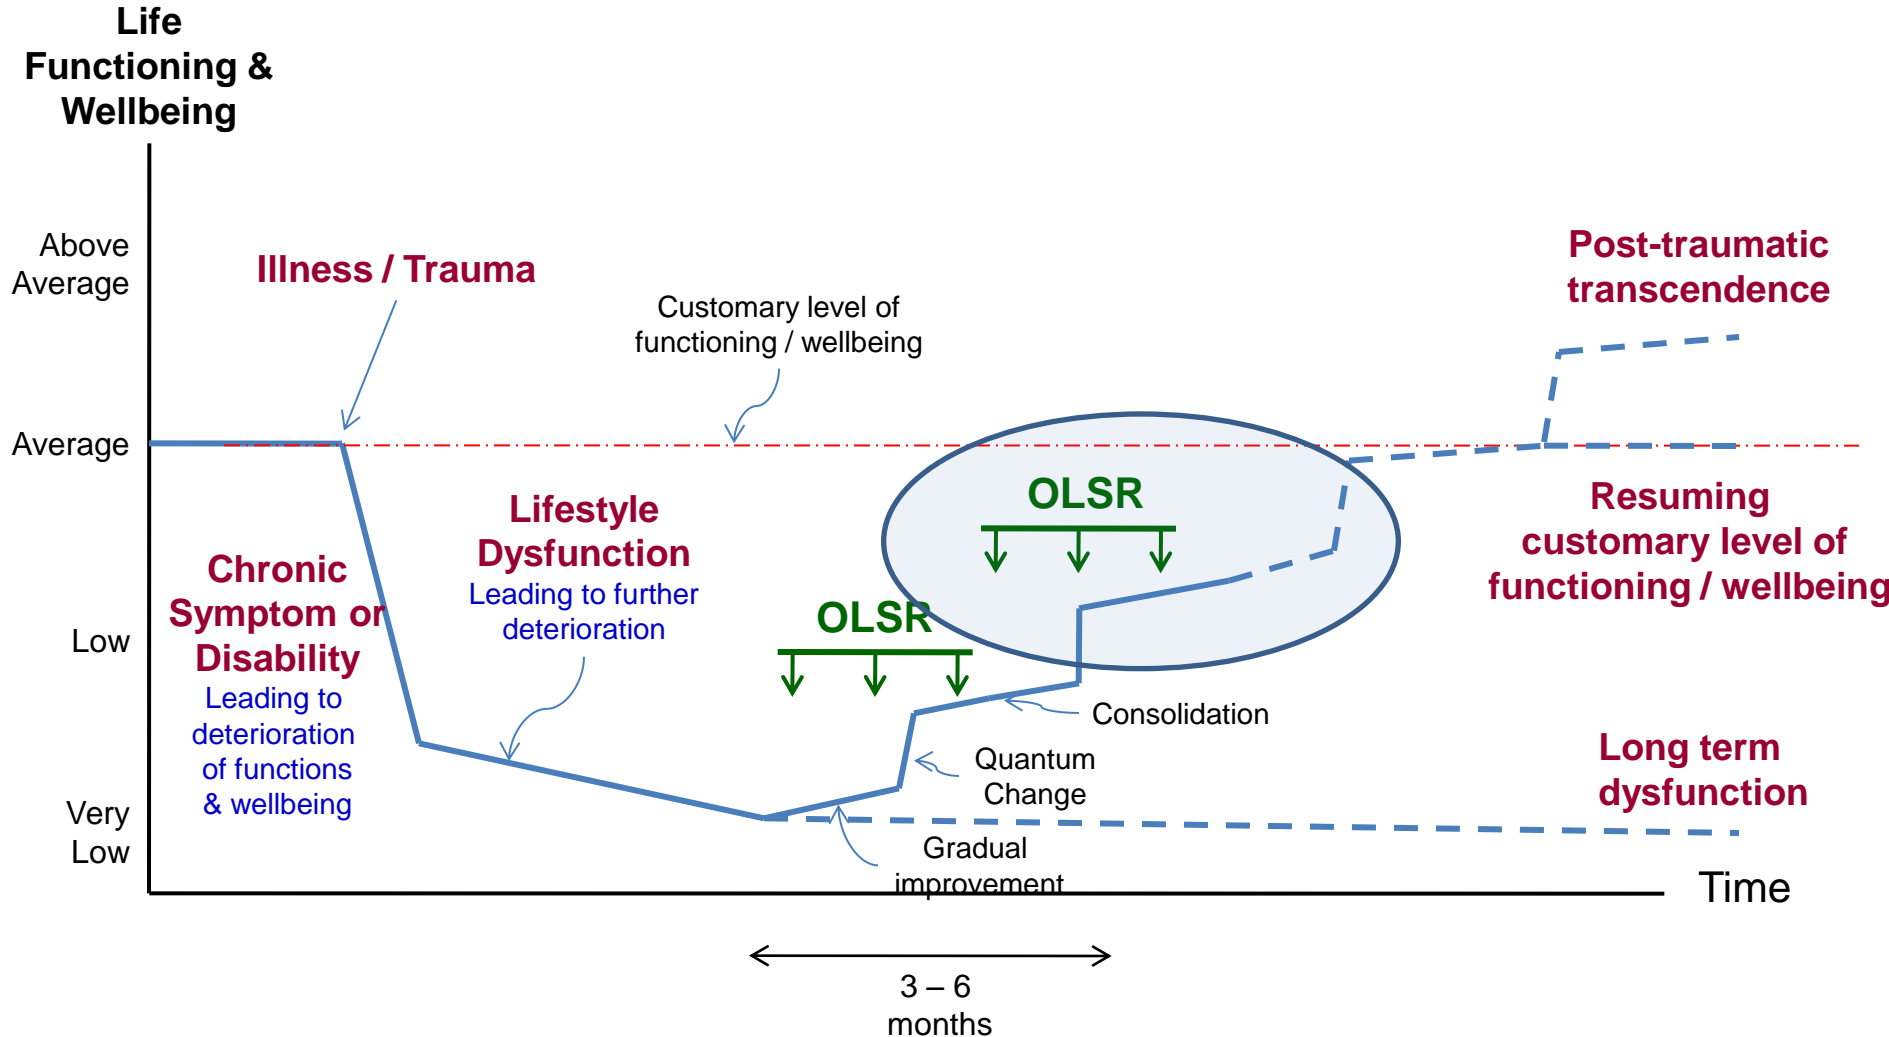 Life
Functioning &
Wellbeing
Above
Average
Illness / Trauma
Customary level of
functioning / wellbeing
Post-traumatic
transcendence
Average
Lifestyle
Dysfunction
Leading to further
deterioration
OLSR
Resuming
customary level of
functioning / wellbeing
Chronic
Symptom or
Disability
Leading to
deterioration
of functions
& wellbeing
OLSR
Low
Consolidation
Quantum
Change
Long term
dysfunction
Very
Low
Gradual
improvement
Time
3 – 6
months